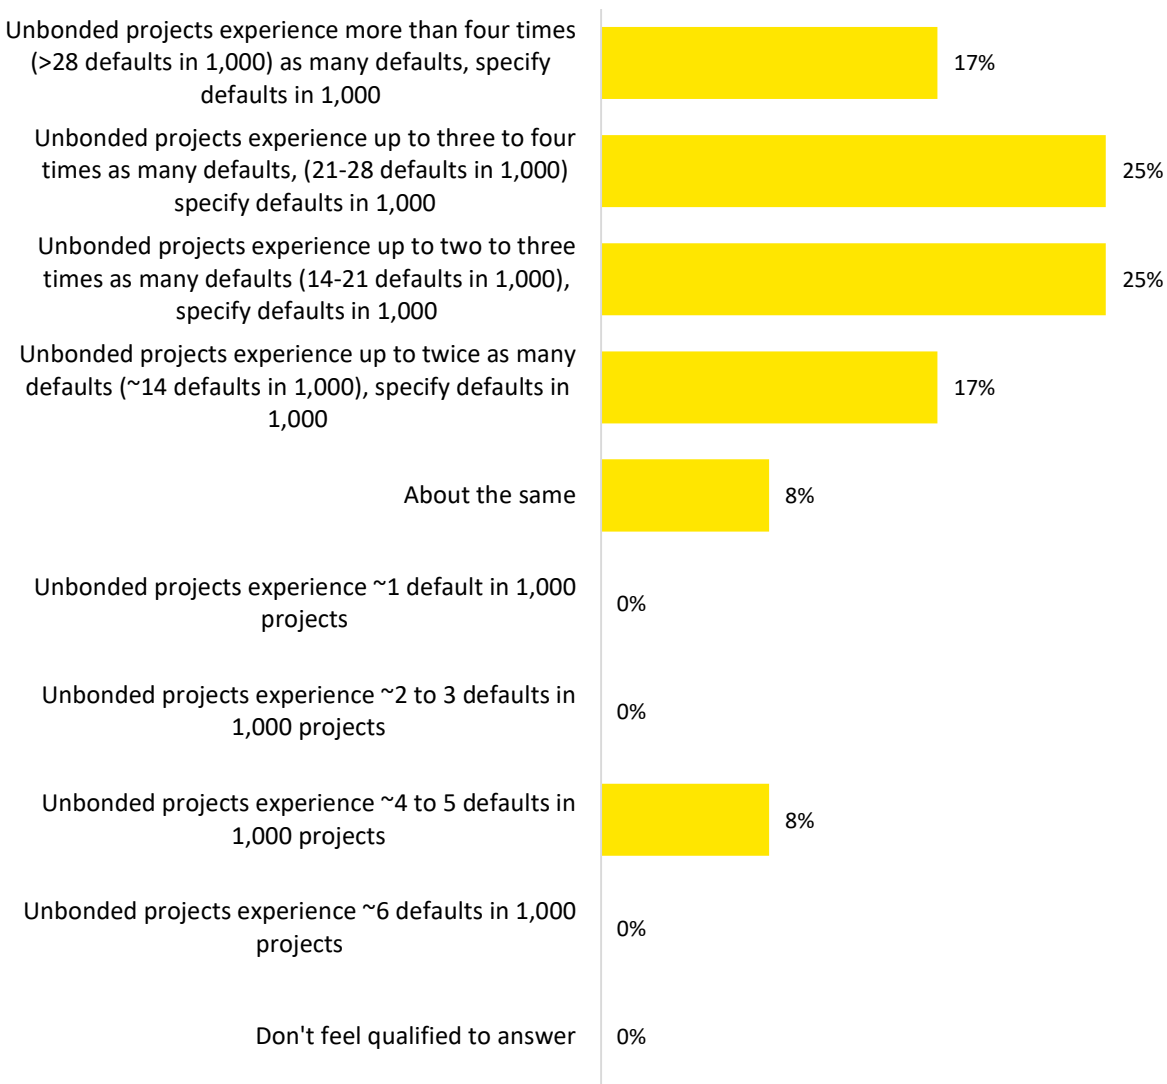 Unbonded projects experience more than four times
(>28 defaults in 1,000) as many defaults, specify
defaults in 1,000
17%
Unbonded projects experience up to three to four
times as many defaults, (21-28 defaults in 1,000)
specify defaults in 1,000
25%
Unbonded projects experience up to two to three
times as many defaults (14-21 defaults in 1,000),
specify defaults in 1,000
25%
Unbonded projects experience up to twice as many
defaults (~14 defaults in 1,000), specify defaults in
1,000
17%
About the same
8%
Unbonded projects experience ~1 default in 1,000
projects
0%
Unbonded projects experience ~2 to 3 defaults in
1,000 projects
0%
Unbonded projects experience ~4 to 5 defaults in
1,000 projects
8%
Unbonded projects experience ~6 defaults in 1,000
projects
0%
Don't feel qualified to answer
0%